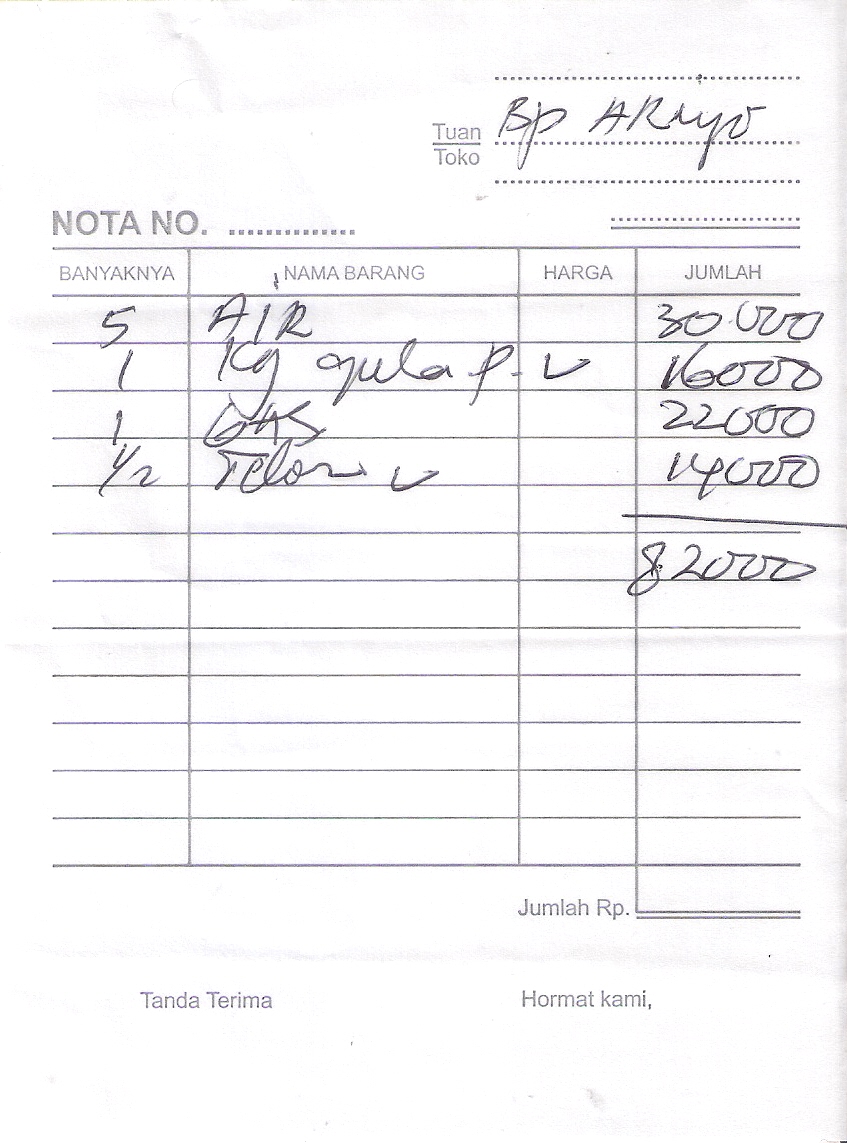 Tuan
Toko
Bp ARiyo
NOTA NO. ..............
BANYAKNYA NAMA BARANG HARGA JUMLAH
5 AIR 30.000
1 Kg gula p. 16000
1 GAS 22000
1/2 Telor 14000
82000
Jumlah Rp.
Tanda Terima Hormat kami,